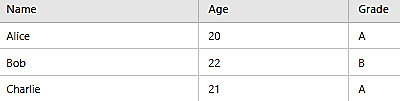 Name Age Grade
Alice 20 A
Bob 22 B
Charlie 21 A